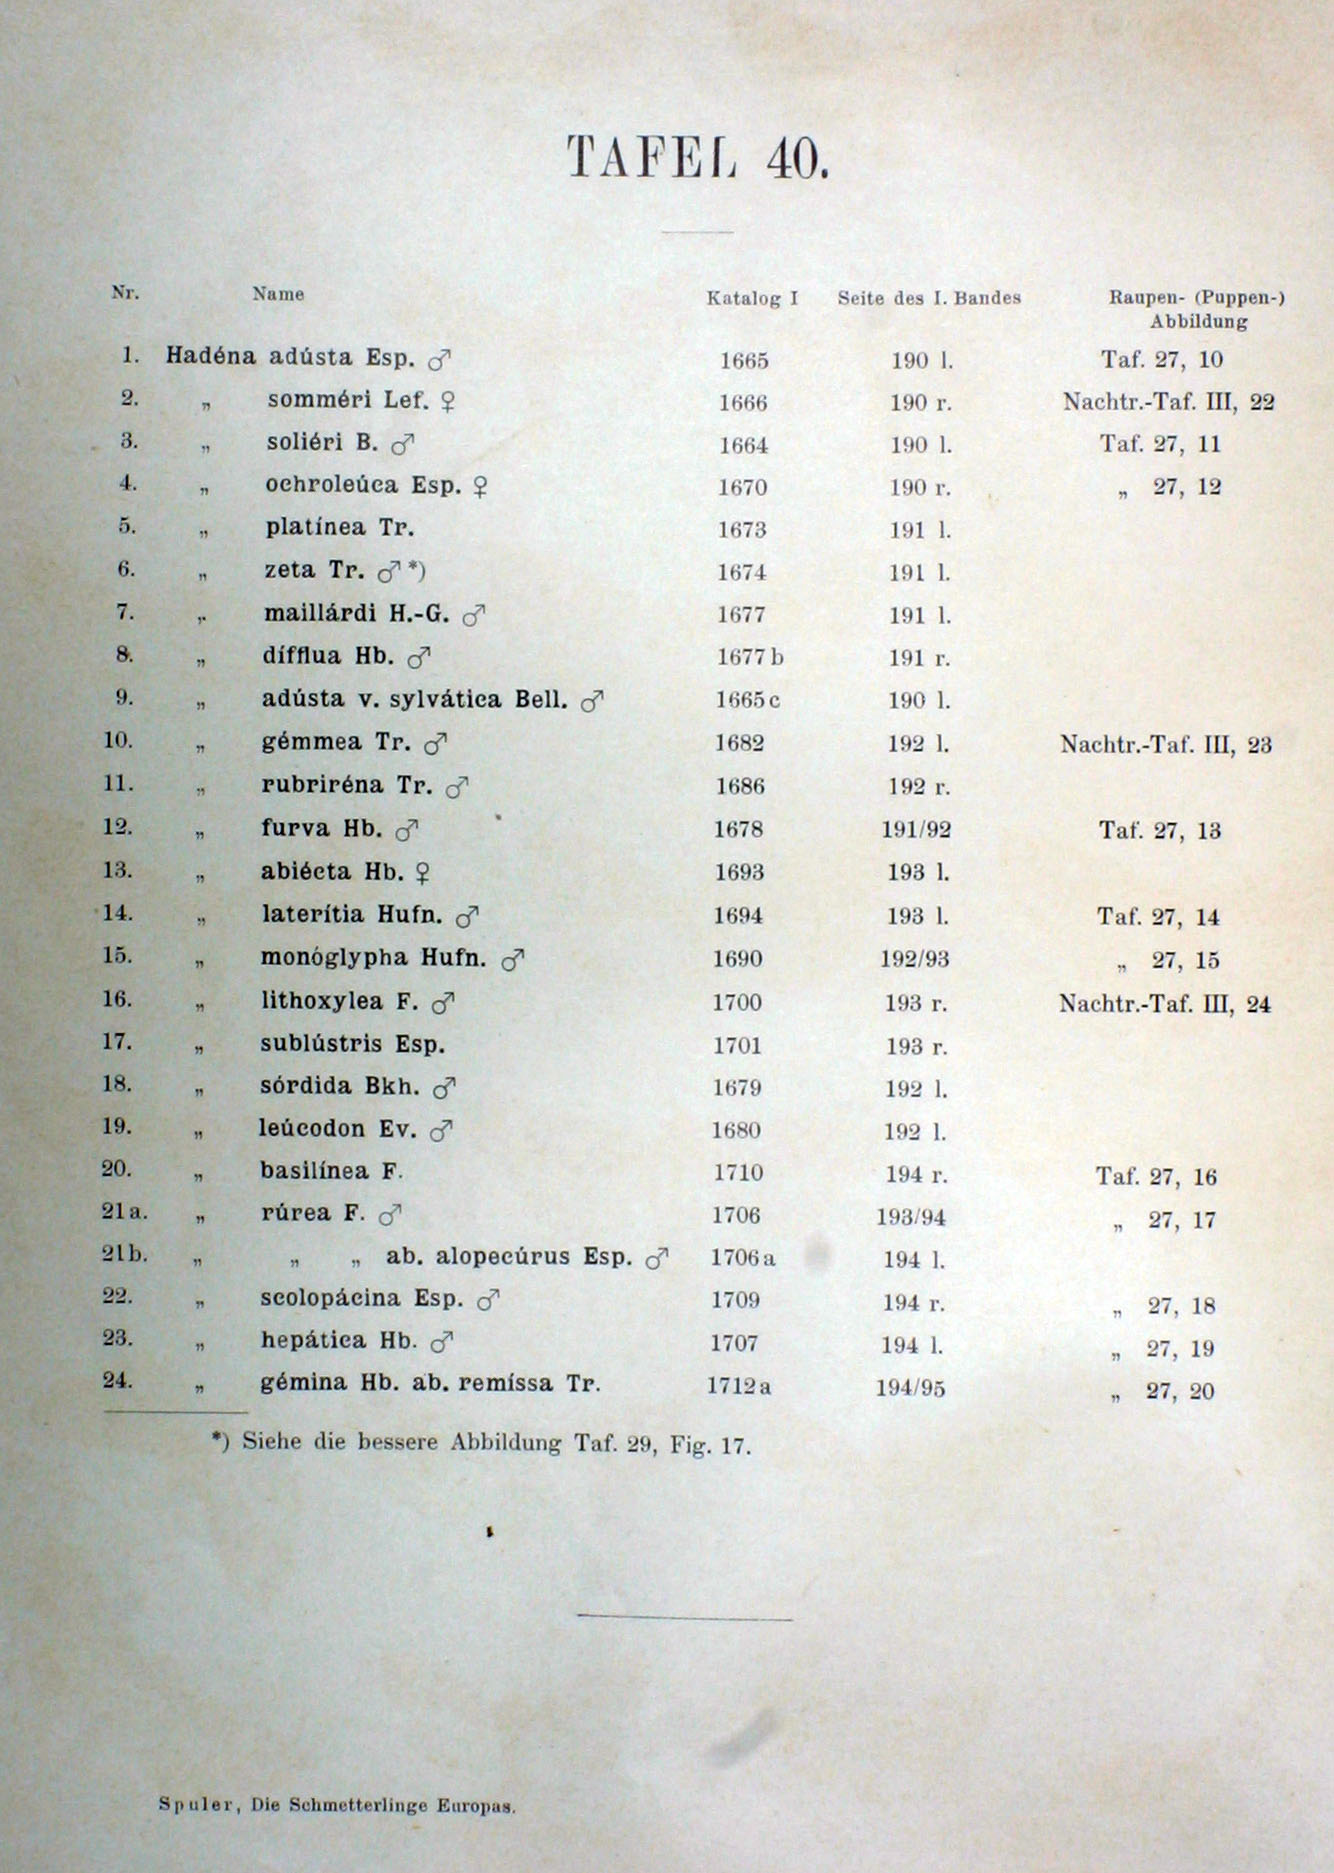 TAFEL 40.
Nr. Name Katalog I Seite des I. Bandes Raupen- (Puppen-) Abbildung
1. Hadéna adústa Esp. ♂ 1665 190 l. Taf. 27, 10
2. „ somméri Lef. ♀ 1666 190 r. Nachtr.-Taf. III, 22
3. „ soliéri B. ♂ 1664 190 l. Taf. 27, 11
4. „ ochroleúca Esp. ♀ 1670 190 r. „ 27, 12
5. „ platínea Tr. 1673 191 l.
6. „ zeta Tr. ♂ *) 1674 191 l.
7. „ maillárdi H.-G. ♂ 1677 191 l.
8. „ dífflua Hb. ♂ 1677 b 191 r.
9. „ adústa v. sylvática Bell. ♂ 1665 c 190 l.
10. „ gémmea Tr. ♂ 1682 192 l. Nachtr.-Taf. III, 23
11. „ rubriréna Tr. ♂ 1686 192 r.
12. „ furva Hb. ♂ 1678 191/92 Taf. 27, 13
13. „ abiécta Hb. ♀ 1693 193 l.
14. „ laterítia Hufn. ♂ 1694 193 l. Taf. 27, 14
15. „ monóglypha Hufn. ♂ 1690 192/93 „ 27, 15
16. „ lithoxylea F. ♂ 1700 193 r. Nachtr.-Taf. III, 24
17. „ sublústris Esp. 1701 193 r.
18. „ sórdida Bkh. ♂ 1679 192 l.
19. „ leúcodon Ev. ♂ 1680 192 l.
20. „ basilínea F. 1710 194 r. Taf. 27, 16
21a. „ rúrea F. ♂ 1706 193/94 „ 27, 17
21b. „ „ „ ab. alopecúrus Esp. ♂ 1706 a 194 l.
22. „ scolopácina Esp. ♂ 1709 194 r. „ 27, 18
23. „ hepática Hb. ♂ 1707 194 l. „ 27, 19
24. „ gémina Hb. ab. remíssa Tr. 1712 a 194/95 „ 27, 20
*) Siehe die bessere Abbildung Taf. 29, Fig. 17.
Spuler, Die Schmetterlinge Europas.